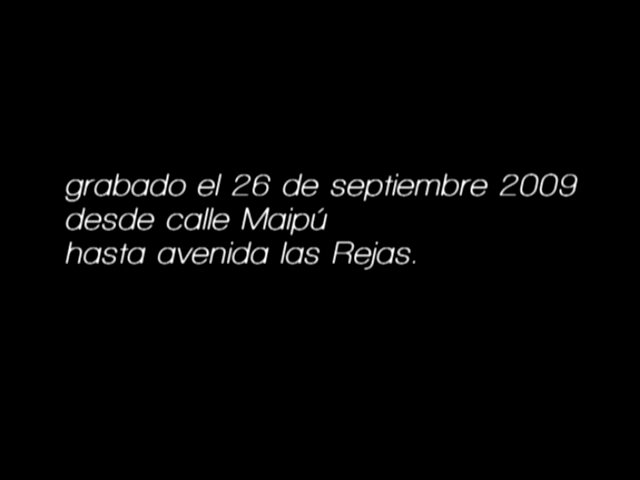 grabado el 26 de septiembre 2009
desde calle Maipú
hasta avenida las Rejas.